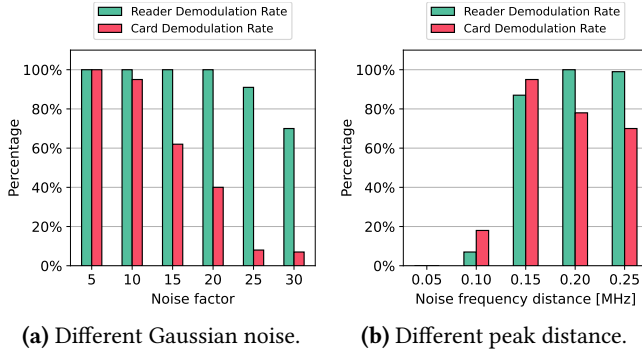 Reader Demodulation Rate
Card Demodulation Rate
100%
80%
60%
40%
20%
0%
Percentage
5 10 15 20 25 30
Noise factor
(a) Different Gaussian noise.
Reader Demodulation Rate
Card Demodulation Rate
100%
80%
60%
40%
20%
0%
Percentage
0.05 0.10 0.15 0.20 0.25
Noise frequency distance [MHz]
(b) Different peak distance.